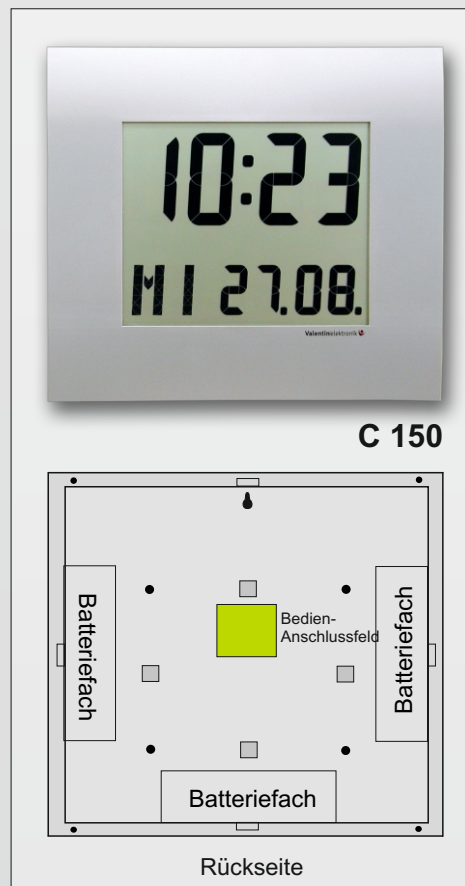 10:23
MI 27.08.
Valentinelektronik
C 150
Batteriefach
Bedien-
Anschlussfeld
Batteriefach
Batteriefach
Rückseite